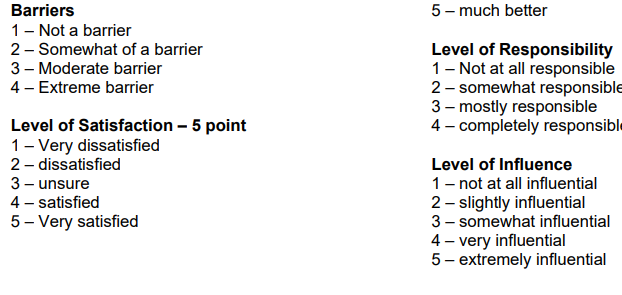 Barriers
1 – Not a barrier
2 – Somewhat of a barrier
3 – Moderate barrier
4 – Extreme barrier
Level of Satisfaction – 5 point
1 – Very dissatisfied
2 – dissatisfied
3 – unsure
4 – satisfied
5 – Very satisfied
5 – much better
Level of Responsibility
1 – Not at all responsible
2 – somewhat responsible
3 – mostly responsible
4 – completely responsible
Level of Influence
1 – not at all influential
2 – slightly influential
3 – somewhat influential
4 – very influential
5 – extremely influential